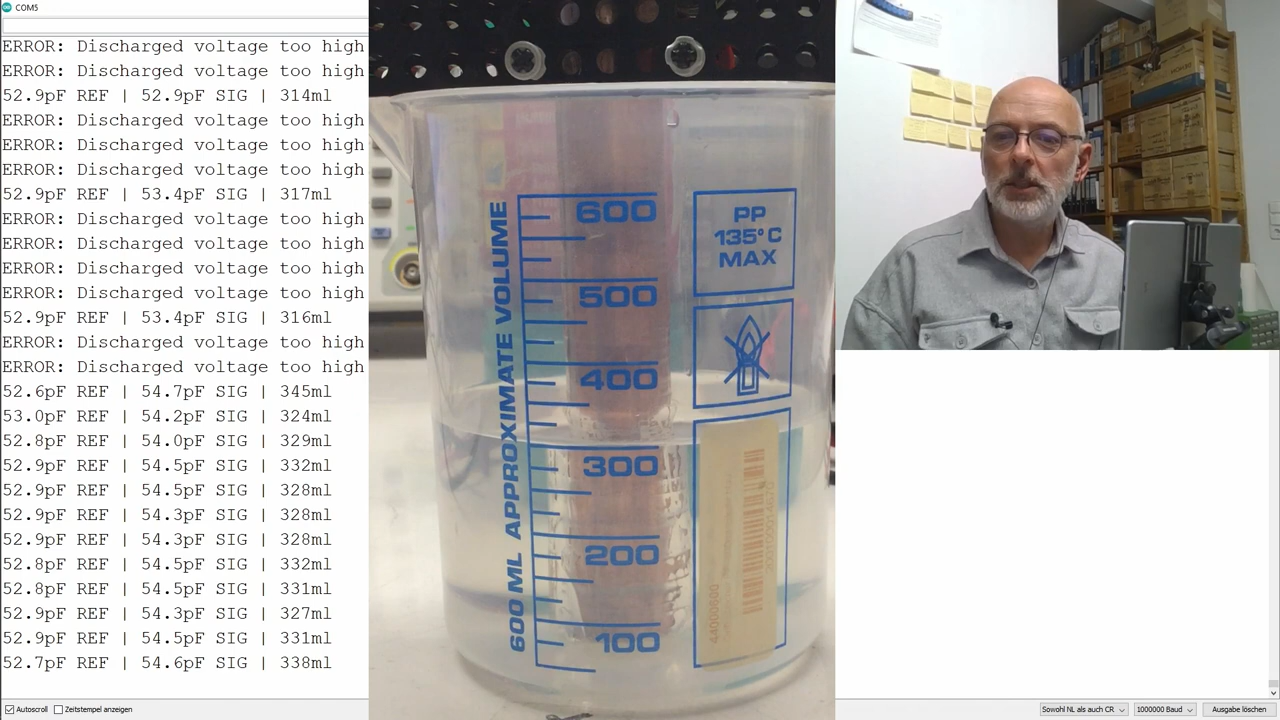 COM5
ERROR: Discharged voltage too high
ERROR: Discharged voltage too high
52.9pF REF | 52.9pF SIG | 314ml
ERROR: Discharged voltage too high
ERROR: Discharged voltage too high
ERROR: Discharged voltage too high
52.9pF REF | 53.4pF SIG | 317ml
ERROR: Discharged voltage too high
ERROR: Discharged voltage too high
ERROR: Discharged voltage too high
ERROR: Discharged voltage too high
52.9pF REF | 53.4pF SIG | 316ml
ERROR: Discharged voltage too high
ERROR: Discharged voltage too high
52.6pF REF | 54.7pF SIG | 345ml
53.0pF REF | 54.2pF SIG | 324ml
52.8pF REF | 54.0pF SIG | 329ml
52.9pF REF | 54.5pF SIG | 332ml
52.9pF REF | 54.5pF SIG | 328ml
52.9pF REF | 54.3pF SIG | 328ml
52.9pF REF | 54.3pF SIG | 328ml
52.8pF REF | 54.5pF SIG | 332ml
52.8pF REF | 54.5pF SIG | 331ml
52.9pF REF | 54.3pF SIG | 327ml
52.9pF REF | 54.5pF SIG | 331ml
52.7pF REF | 54.6pF SIG | 338ml
Autoscroll
Zeitstempel anzeigen
600 ML APPROXIMATE VOLUME
600
500
400
300
200
100
PP
135°C
MAX
44000600
Sowohl NL als auch CR
1000000 Baud
Ausgabe löschen